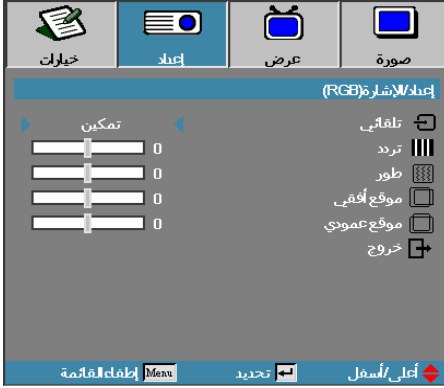 صورة عرض إعداد خيارات
إعداد/الإشارة(RGB)
تلقائي تمكين
تردد 0
طور 0
موقع أفقي 0
موقع عمودي 0
خروج
أعلى/أسفل تحديد Menu إطفاء القائمة